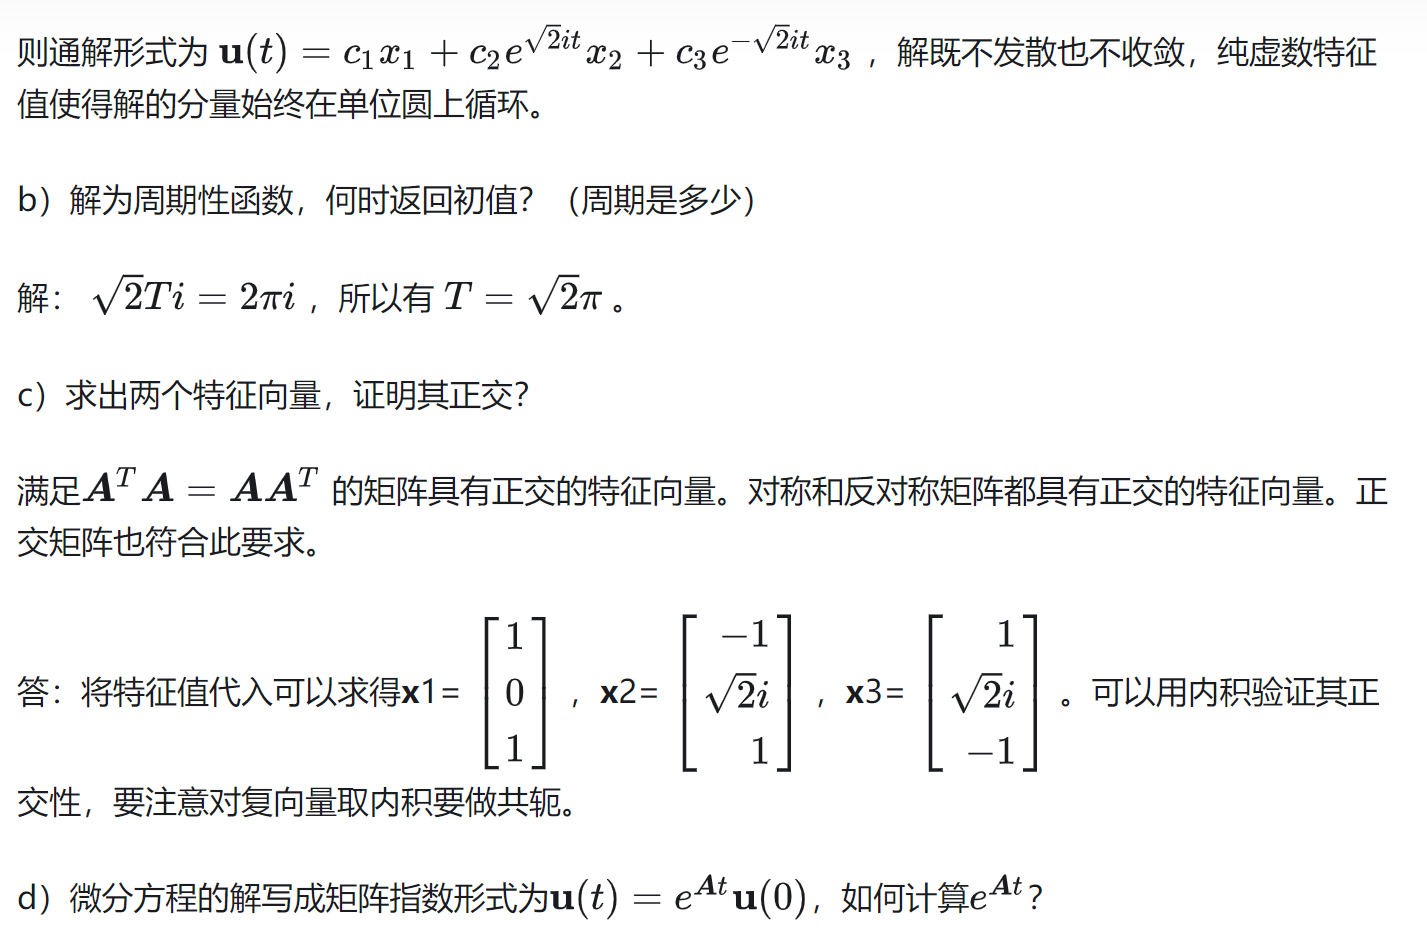 则通解形式为 $\mathbf{u}(t) = c_1x_1 + c_2e^{\sqrt{2}it}x_2 + c_3e^{-\sqrt{2}it}x_3$ ，解既不发散也不收敛，纯虚数特征
值使得解的分量始终在单位圆上循环。
b）解为周期性函数，何时返回初值？（周期是多少）
解： $\sqrt{2}Ti = 2\pi i$ ，所以有 $T = \sqrt{2}\pi$ 。
c）求出两个特征向量，证明其正交？
满足$\boldsymbol{A}^T\boldsymbol{A} = \boldsymbol{A}\boldsymbol{A}^T$ 的矩阵具有正交的特征向量。对称和反对称矩阵都具有正交的特征向量。正
交矩阵也符合此要求。
答：将特征值代入可以求得x1= $\begin{bmatrix} 1 \\ 0 \\ 1 \end{bmatrix}$ ，x2= $\begin{bmatrix} -1 \\ \sqrt{2}i \\ 1 \end{bmatrix}$ ，x3= $\begin{bmatrix} 1 \\ \sqrt{2}i \\ -1 \end{bmatrix}$ 。可以用内积验证其正
交性，要注意对复向量取内积要做共轭。
d）微分方程的解写成矩阵指数形式为$\mathbf{u}(t) = e^{\boldsymbol{A}t}\mathbf{u}(0)$，如何计算$e^{\boldsymbol{A}t}$？